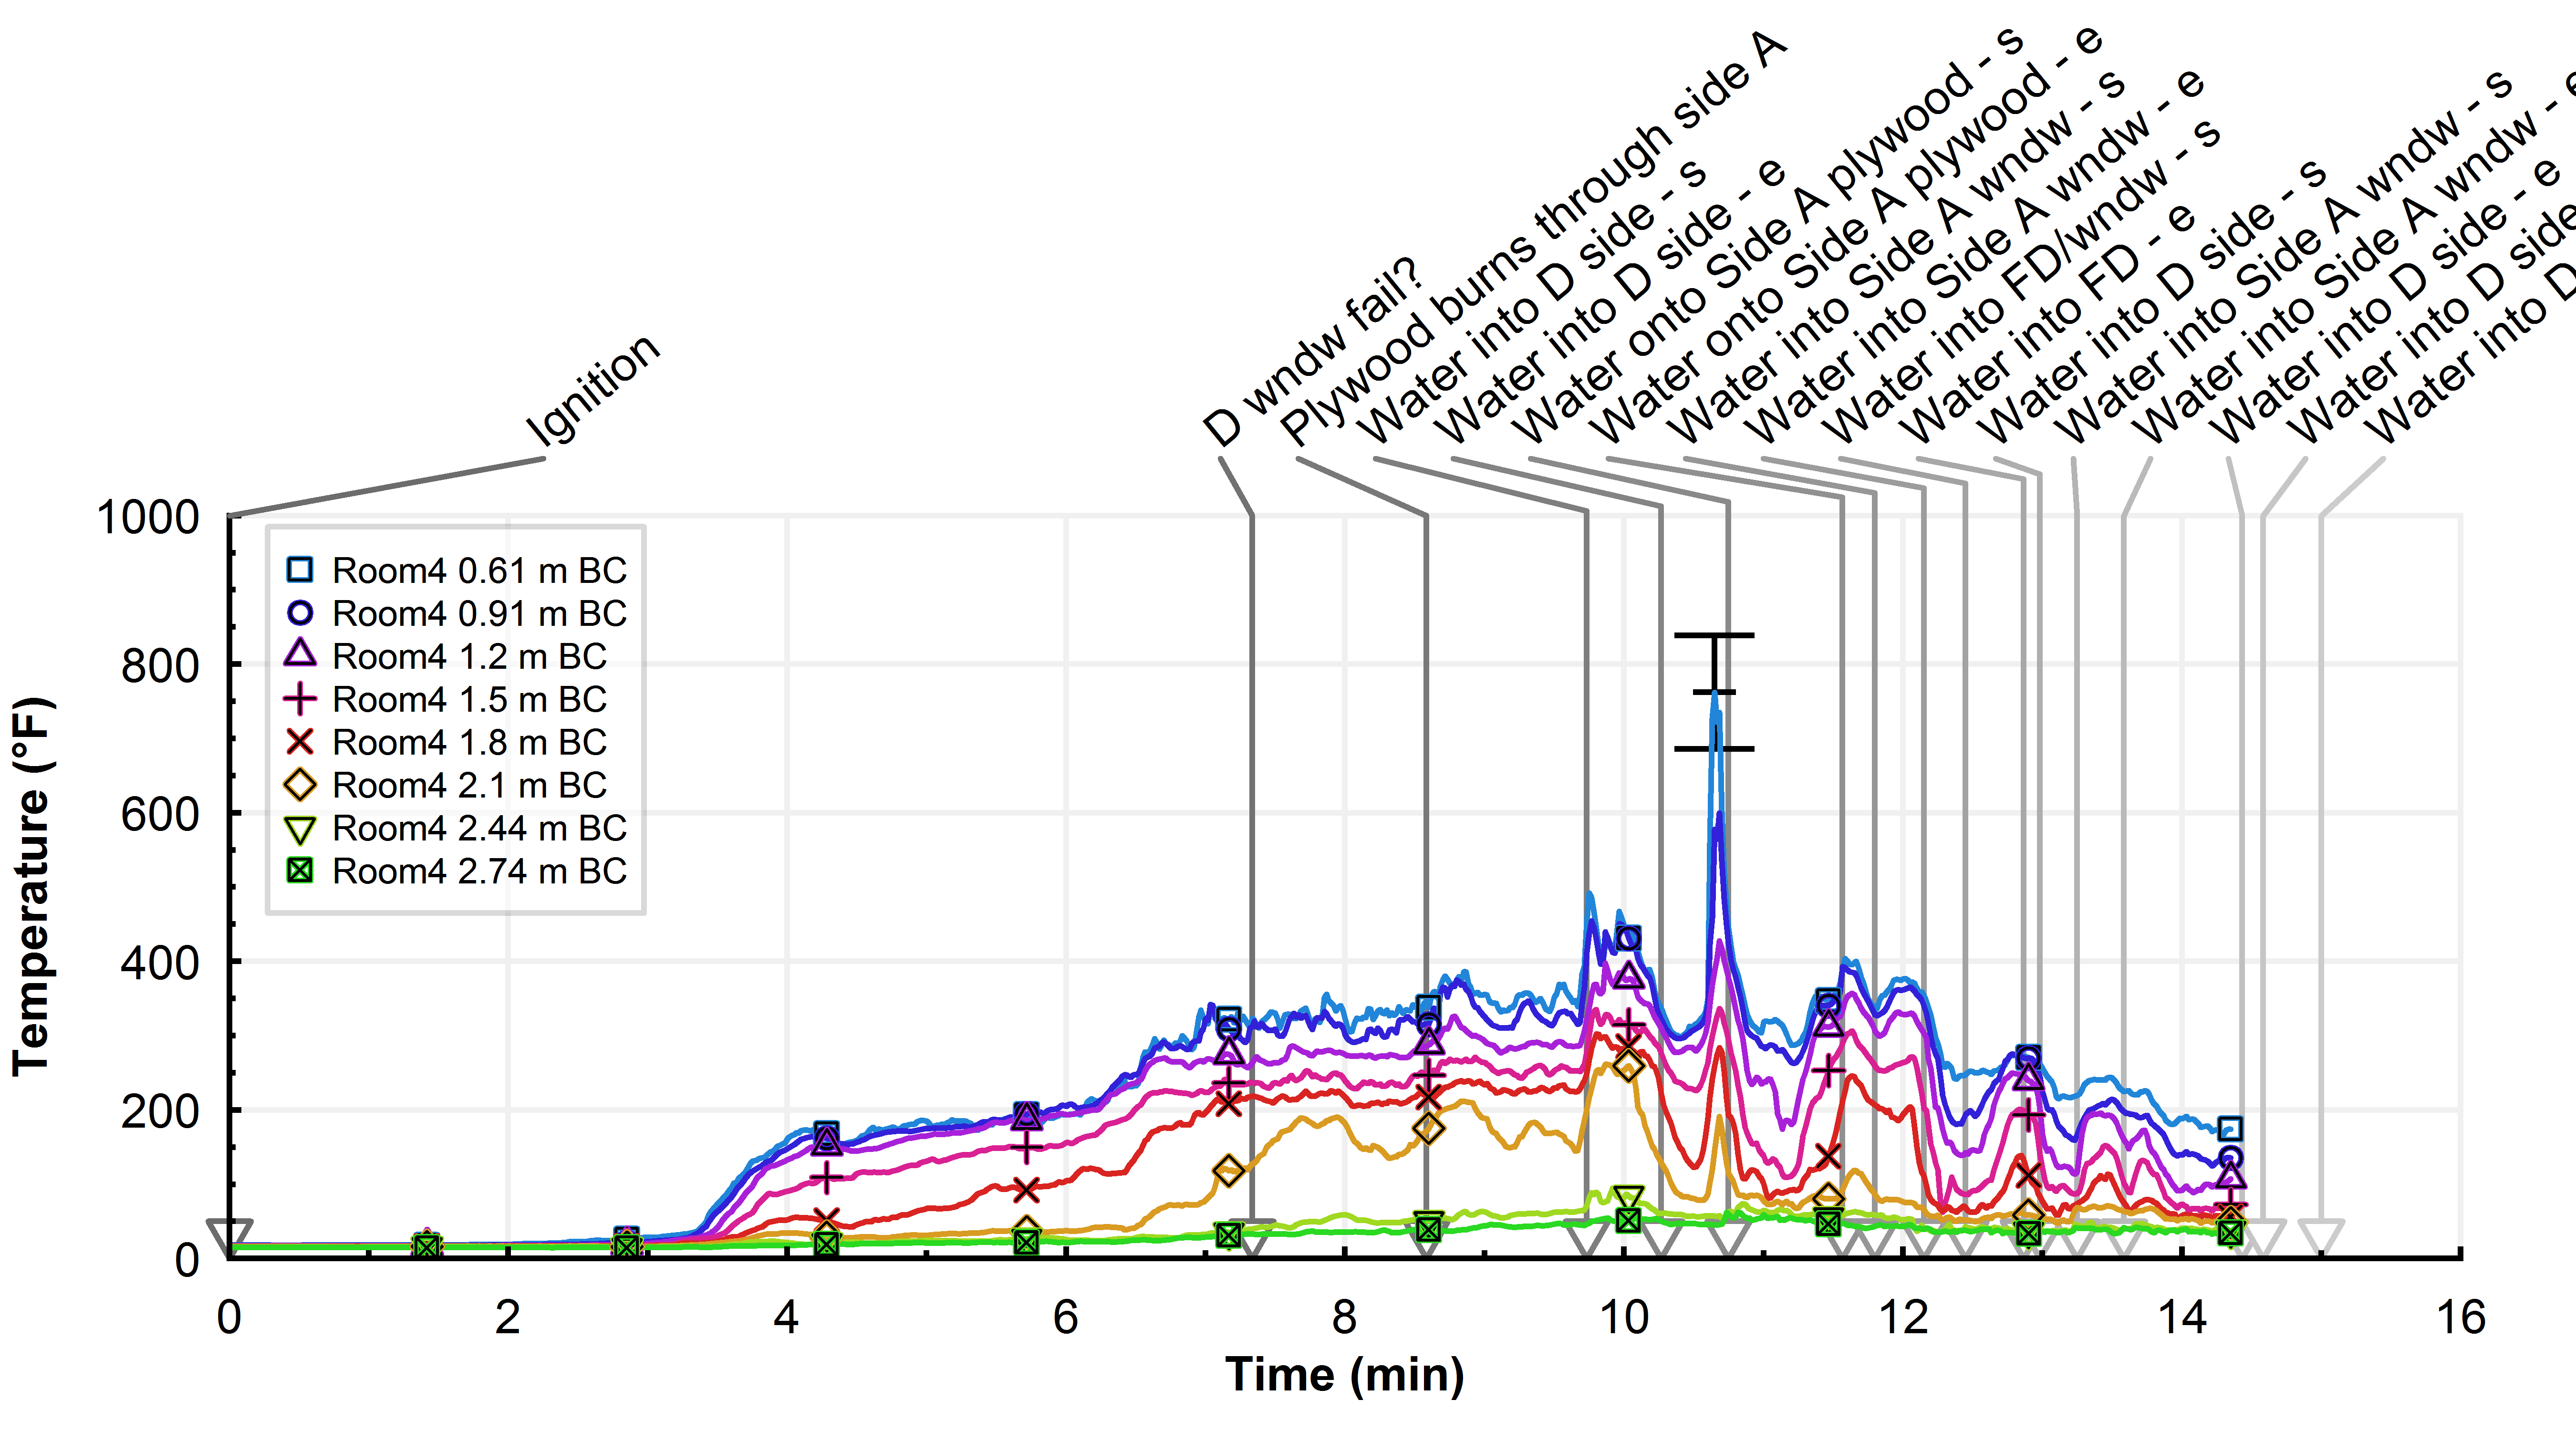 Ignition
D wndw fail?
Plywood burns through side A
Water into D side - s
Water into D side - e
Water onto Side A plywood - s
Water onto Side A plywood - e
Water into Side A wndw - s
Water into Side A wndw - e
Water into FD/wndw - s
Water into FD - e
Water into D side - s
Water into Side A wndw - s
Water into Side A wndw - e
Water into D side - e
Water into D side
Water into D
1000
800
600
400
200
0
Temperature (°F)
Room4 0.61 m BC
Room4 0.91 m BC
Room4 1.2 m BC
Room4 1.5 m BC
Room4 1.8 m BC
Room4 2.1 m BC
Room4 2.44 m BC
Room4 2.74 m BC
0 2 4 6 8 10 12 14 16
Time (min)